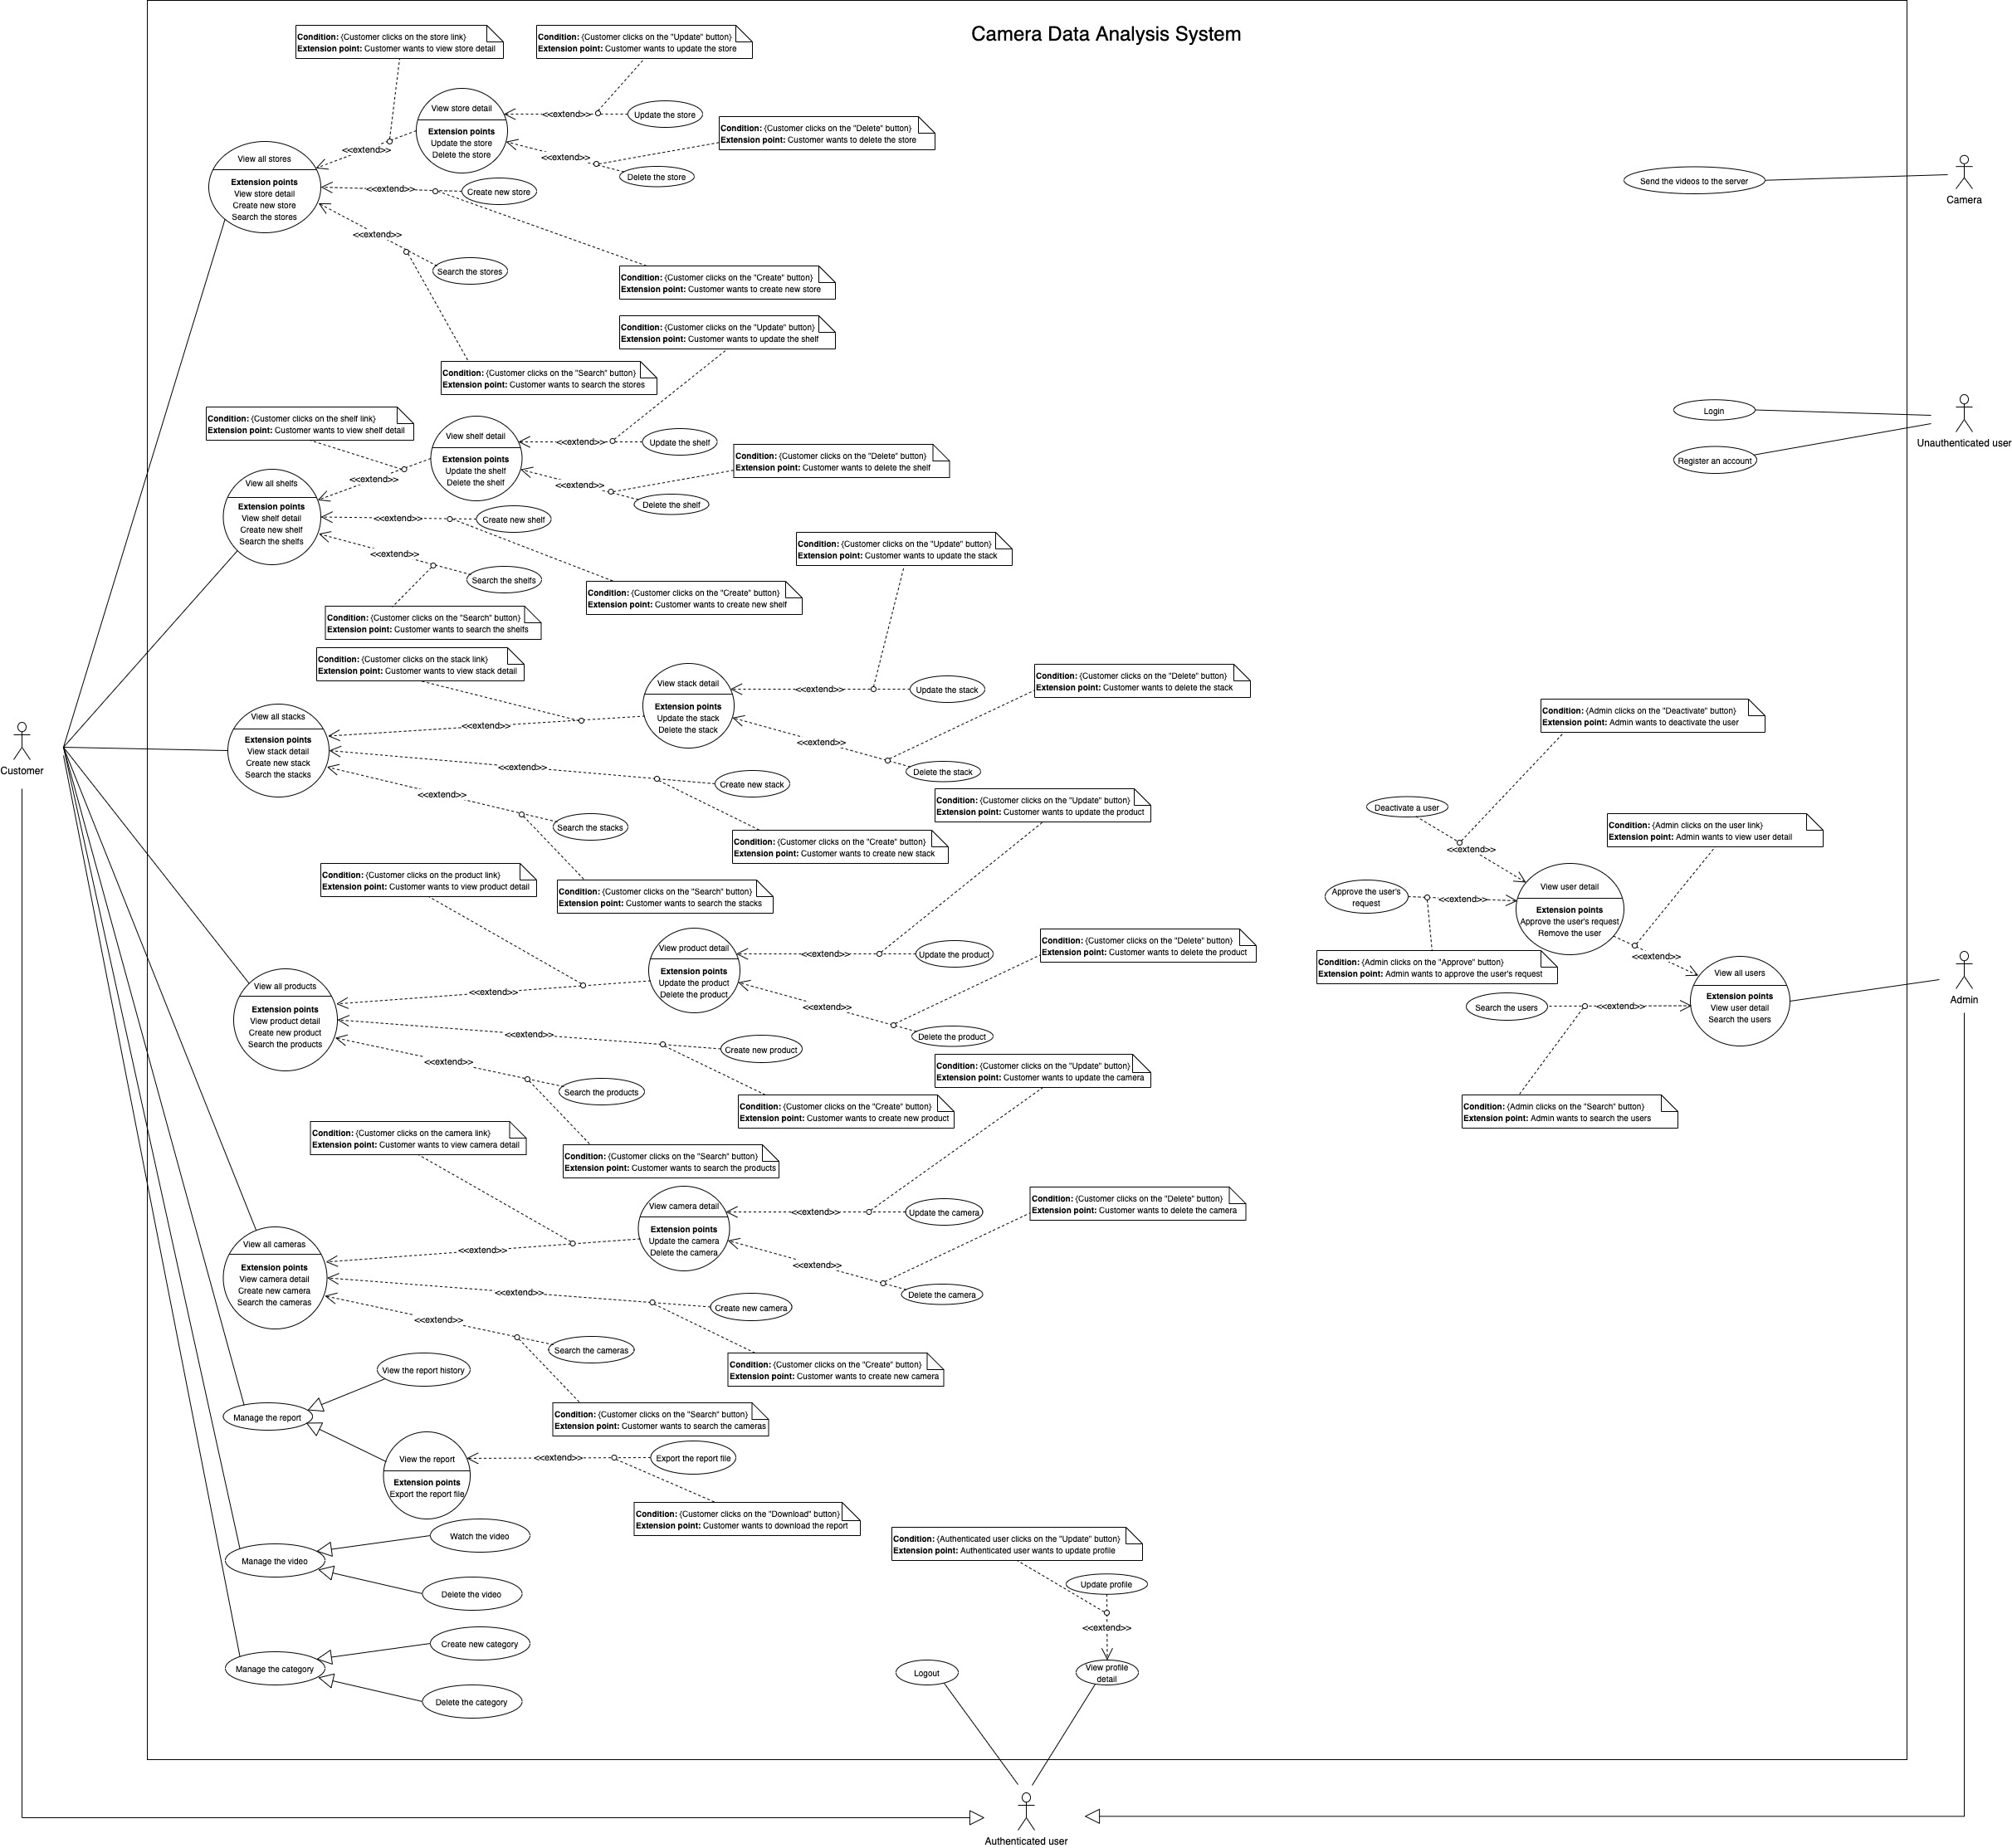 Camera Data Analysis System
Condition: {Customer clicks on the store link}
Extension point: Customer wants to view store detail
Condition: {Customer clicks on the "Update" button}
Extension point: Customer wants to update the store
View store detail
Extension points
Update the store
Delete the store
<<extend>>
Update the store
Condition: {Customer clicks on the "Delete" button}
Extension point: Customer wants to delete the store
<<extend>>
Delete the store
<<extend>>
View all stores
Extension points
View store detail
Create new store
Search the stores
<<extend>>
Create new store
<<extend>>
Search the stores
Condition: {Customer clicks on the "Create" button}
Extension point: Customer wants to create new store
Condition: {Customer clicks on the "Update" button}
Extension point: Customer wants to update the shelf
Condition: {Customer clicks on the "Search" button}
Extension point: Customer wants to search the stores
Condition: {Customer clicks on the shelf link}
Extension point: Customer wants to view shelf detail
View shelf detail
Extension points
Update the shelf
Delete the shelf
<<extend>>
Update the shelf
Condition: {Customer clicks on the "Delete" button}
Extension point: Customer wants to delete the shelf
<<extend>>
Delete the shelf
<<extend>>
View all shelfs
Extension points
View shelf detail
Create new shelf
Search the shelfs
<<extend>>
Create new shelf
<<extend>>
Search the shelfs
Condition: {Customer clicks on the "Update" button}
Extension point: Customer wants to update the stack
Condition: {Customer clicks on the "Create" button}
Extension point: Customer wants to create new shelf
Condition: {Customer clicks on the "Search" button}
Extension point: Customer wants to search the shelfs
Condition: {Customer clicks on the stack link}
Extension point: Customer wants to view stack detail
View stack detail
Extension points
Update the stack
Delete the stack
<<extend>>
Update the stack
Condition: {Customer clicks on the "Delete" button}
Extension point: Customer wants to delete the stack
<<extend>>
Delete the stack
<<extend>>
View all stacks
Extension points
View stack detail
Create new stack
Search the stacks
<<extend>>
Create new stack
<<extend>>
Search the stacks
Customer
Condition: {Customer clicks on the "Update" button}
Extension point: Customer wants to update the product
Condition: {Customer clicks on the "Create" button}
Extension point: Customer wants to create new stack
Condition: {Customer clicks on the product link}
Extension point: Customer wants to view product detail
Condition: {Customer clicks on the "Search" button}
Extension point: Customer wants to search the stacks
View product detail
Extension points
Update the product
Delete the product
<<extend>>
Update the product
Condition: {Customer clicks on the "Delete" button}
Extension point: Customer wants to delete the product
<<extend>>
Delete the product
<<extend>>
View all products
Extension points
View product detail
Create new product
Search the products
<<extend>>
Create new product
<<extend>>
Search the products
Condition: {Customer clicks on the "Update" button}
Extension point: Customer wants to update the camera
Condition: {Customer clicks on the "Create" button}
Extension point: Customer wants to create new product
Condition: {Customer clicks on the camera link}
Extension point: Customer wants to view camera detail
Condition: {Customer clicks on the "Search" button}
Extension point: Customer wants to search the products
View camera detail
Extension points
Update the camera
Delete the camera
<<extend>>
Update the camera
Condition: {Customer clicks on the "Delete" button}
Extension point: Customer wants to delete the camera
<<extend>>
Delete the camera
<<extend>>
View all cameras
Extension points
View camera detail
Create new camera
Search the cameras
<<extend>>
Create new camera
<<extend>>
Search the cameras
Condition: {Customer clicks on the "Create" button}
Extension point: Customer wants to create new camera
Condition: {Customer clicks on the "Search" button}
Extension point: Customer wants to search the cameras
View the report history
Manage the report
View the report
Extension points
Export the report file
<<extend>>
Export the report file
Condition: {Customer clicks on the "Download" button}
Extension point: Customer wants to download the report
Watch the video
Manage the video
Delete the video
Create new category
Manage the category
Delete the category
Condition: {Authenticated user clicks on the "Update" button}
Extension point: Authenticated user wants to update profile
Update profile
<<extend>>
Logout
View profile
detail
Authenticated user
Send the videos to the server
Camera
Login
Register an account
Unauthenticated user
Condition: {Admin clicks on the "Deactivate" button}
Extension point: Admin wants to deactivate the user
Deactivate a user
<<extend>>
Condition: {Admin clicks on the user link}
Extension point: Admin wants to view user detail
Approve the user's
request
<<extend>>
View user detail
Extension points
Approve the user's request
Remove the user
Condition: {Admin clicks on the "Approve" button}
Extension point: Admin wants to approve the user's request
<<extend>>
Search the users
<<extend>>
View all users
Extension points
View user detail
Search the users
Admin
Condition: {Admin clicks on the "Search" button}
Extension point: Admin wants to search the users